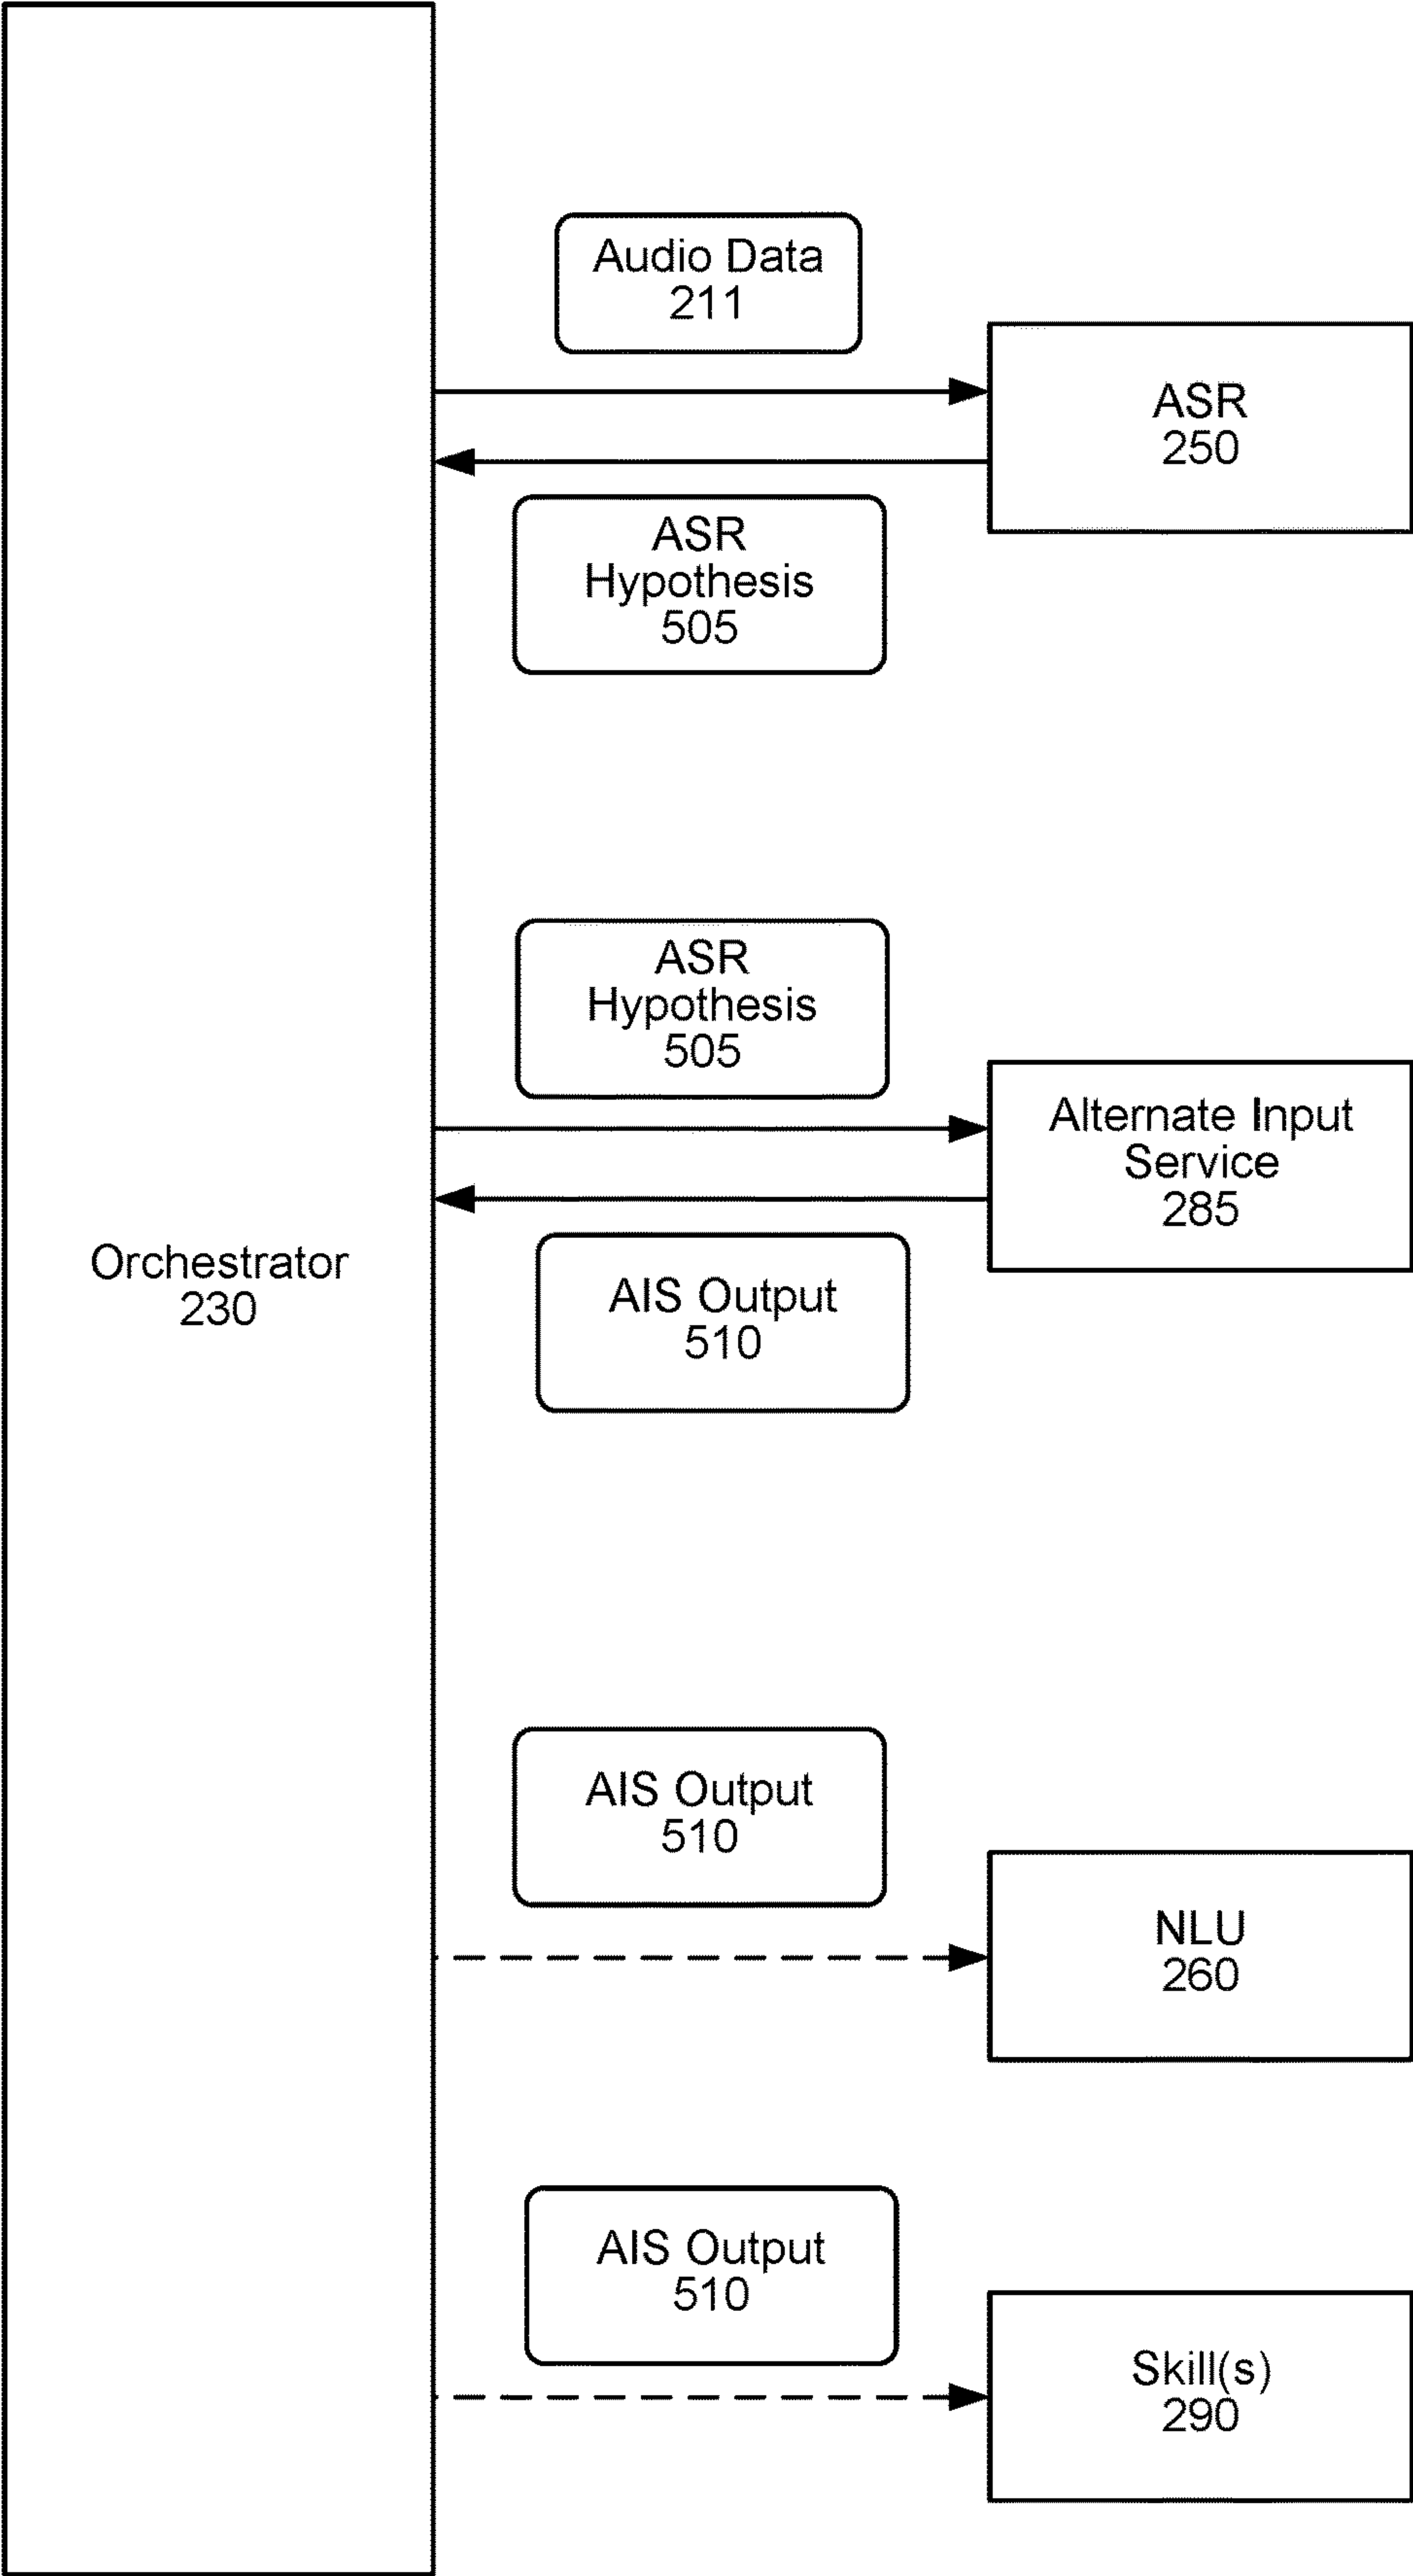 Audio Data
211
ASR
250
ASR
Hypothesis
505
ASR
Hypothesis
505
Alternate Input
Service
285
Orchestrator
230
AIS Output
510
AIS Output
510
NLU
260
AIS Output
510
Skill(s)
290